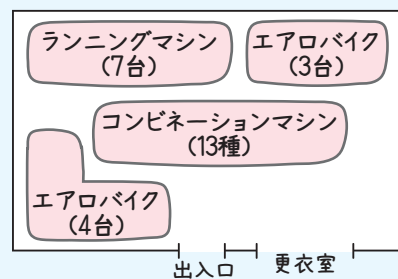 ランニングマシン
(7台)
エアロバイク
(3台)
コンビネーションマシン
(13種)
エアロバイク
(4台)
出入口
更衣室